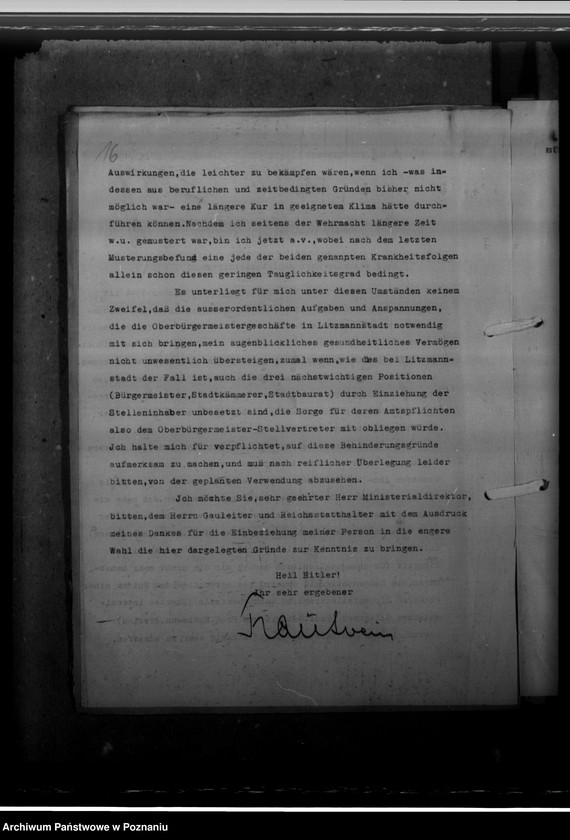 16
Auswirkungen,die leichter zu bekämpfen wären,wenn ich -was in=
dessen aus beruflichen und zeitbedingten Gründen bisher nicht
möglich war- eine längere Kur in geeignetem Klima hätte durch=
führen können.Nachdem ich seitens der Wehrmacht längere Zeit
w.u. gemustert war,bin ich jetzt a.v.,wobei nach dem letzten
Musterungsbefund eine jede der beiden genannten Krankheitsfolgen
allein schon diesen geringen Tauglichkeitsgrad bedingt.
Es unterliegt für mich unter diesen Umständen keinem
Zweifel,daß die ausserordentlichen Aufgaben und Anspannungen,
die die Oberbürgermeistergeschäfte in Litzmannstadt notwendig
mit sich bringen,mein augenblickliches gesundheitliches Vermögen
nicht unwesentlich übersteigen,zumal wenn,wie dies bei Litzmann=
stadt der Fall ist,auch die drei nächstwichtigen Positionen
(Bürgermeister,Stadtkämmerer,Stadtbaurat) durch Einziehung der
Stelleninhaber unbesetzt sind,die Sorge für deren Amtspflichten
also dem Oberbürgermeister-Stellvertreter mit obliegen würde.
Jch halte mich für verpflichtet,auf diese Behinderungsgründe
aufmerksam zu machen,und muß nach reiflicher Überlegung leider
bitten,von der geplanten Verwendung abzusehen.
Jch möchte Sie,sehr geehrter Herr Ministerialdirektor,
bitten,dem Herrn Gauleiter und Reichsstatthalter mit dem Ausdruck
meines Dankes für die Einbeziehung meiner Person in die engere
Wahl die hier dargelegten Gründe zur Kenntnis zu bringen.
Heil Hitler!
Ihr sehr ergebener
Trautwein
Archiwum Państwowe w Poznaniu